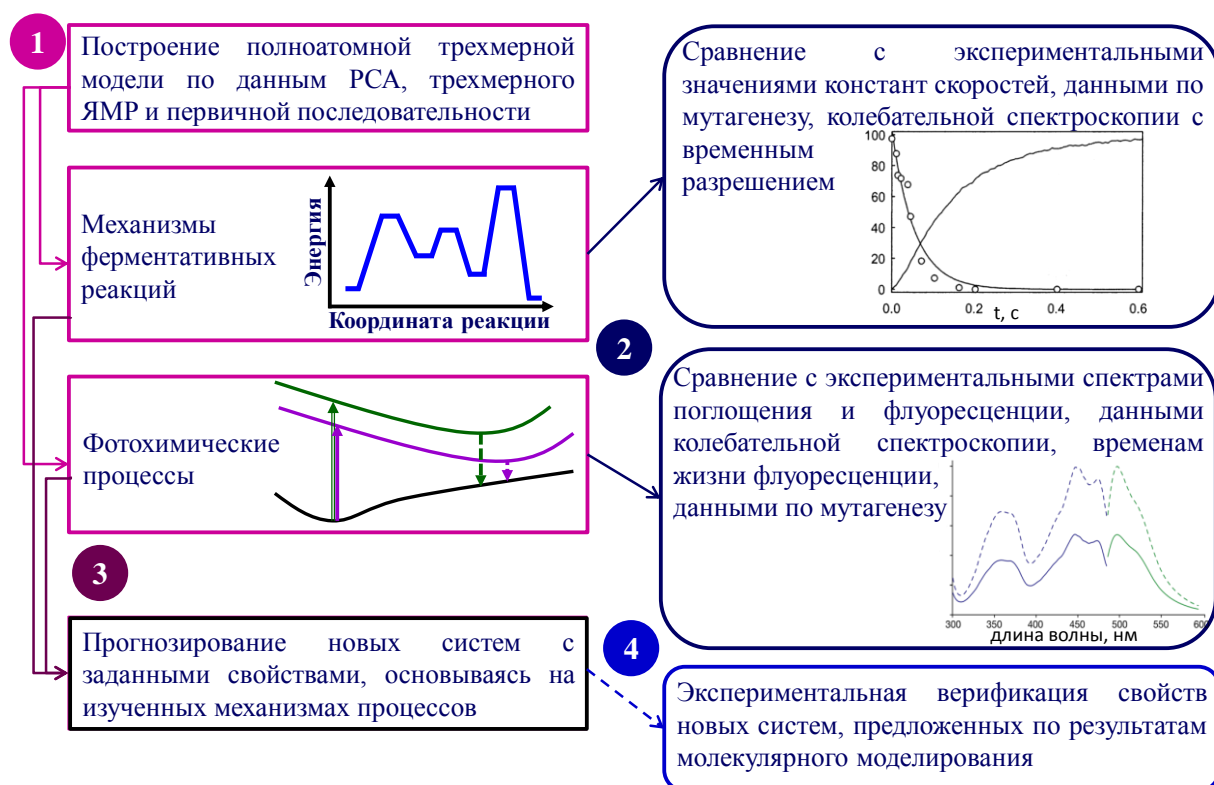 1
Построение полноатомной трехмерной
модели по данным РСА, трехмерного
ЯМР и первичной последовательности
Механизмы
ферментативных
реакций
Энергия
Координата реакции
Сравнение с экспериментальными
значениями констант скоростей, данными по
мутагенезу, колебательной спектроскопии с
временным
разрешением
100
80
60
40
20
0
0.0 0.2 0.4 0.6
t, с
2
Фотохимические
процессы
Сравнение с экспериментальными спектрами
поглощения и флуоресценции, данными
колебательной спектроскопии, временам
жизни флуоресценции,
данными по мутагенезу
300 350 400 450 500 550 600
длина волны, нм
3
Прогнозирование новых систем с
заданными свойствами, основываясь на
изученных механизмах процессов
4
Экспериментальная верификация свойств
новых систем, предложенных по результатам
молекулярного моделирования